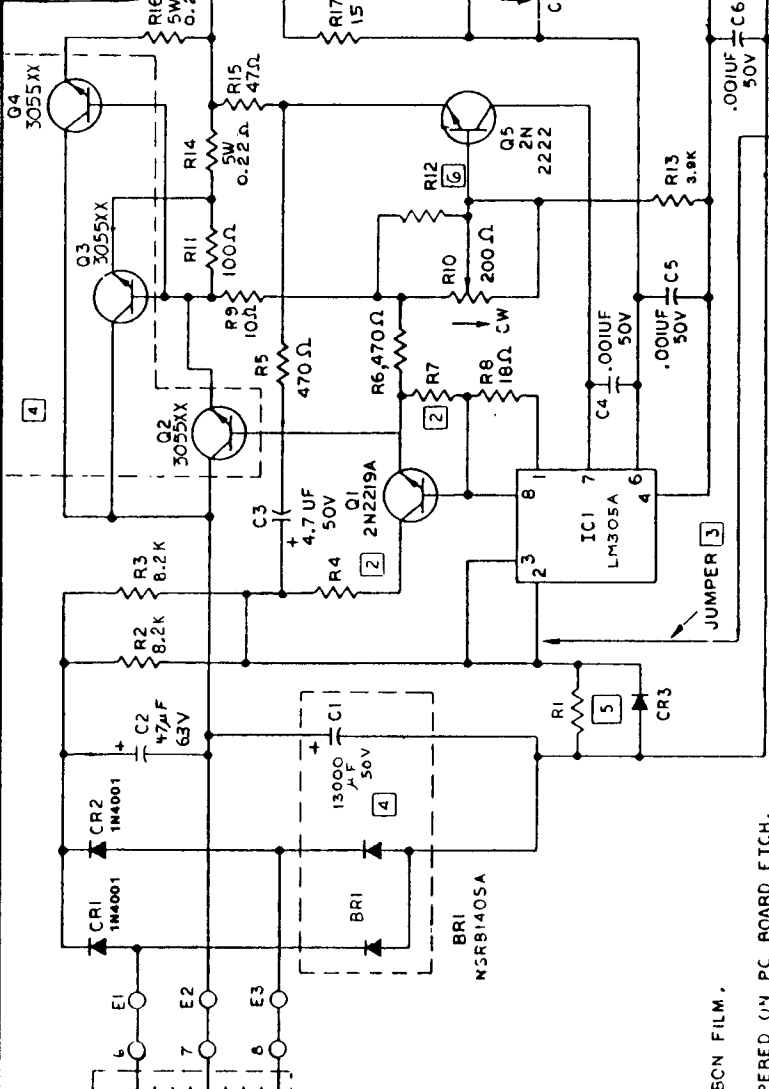 Q4
3055XX
R16
5W
Q3
3055XX
Q2
3055XX
4
R17
15
C
R15
47Ω
R14
5W
0.22Ω
R11
100Ω
R9
10Ω
R5
470Ω
C3
+
4.7 UF
50V
Q1
2N2219A
R6,470Ω
R7
2
R8
18Ω
R12
6
R10
200Ω
CW
Q5
2N
2222
R13
3.9K
C6
.001UF
50V
C5
.001UF
50V
C4
.001UF
50V
IC1
LM305A
1
8
7
6
4
3
2
JUMPER 3
R3
8.2K
R2
8.2K
R4
2
R1
5
CR3
C2
+
47µF
63V
C1
+
13000
µF
50V
4
CR2
1N4001
CR1
1N4001
BR1
BR1
NSRB1405A
E1
E2
E3
6
7
8
BON FILM.
ON PC BOARD ETCH.